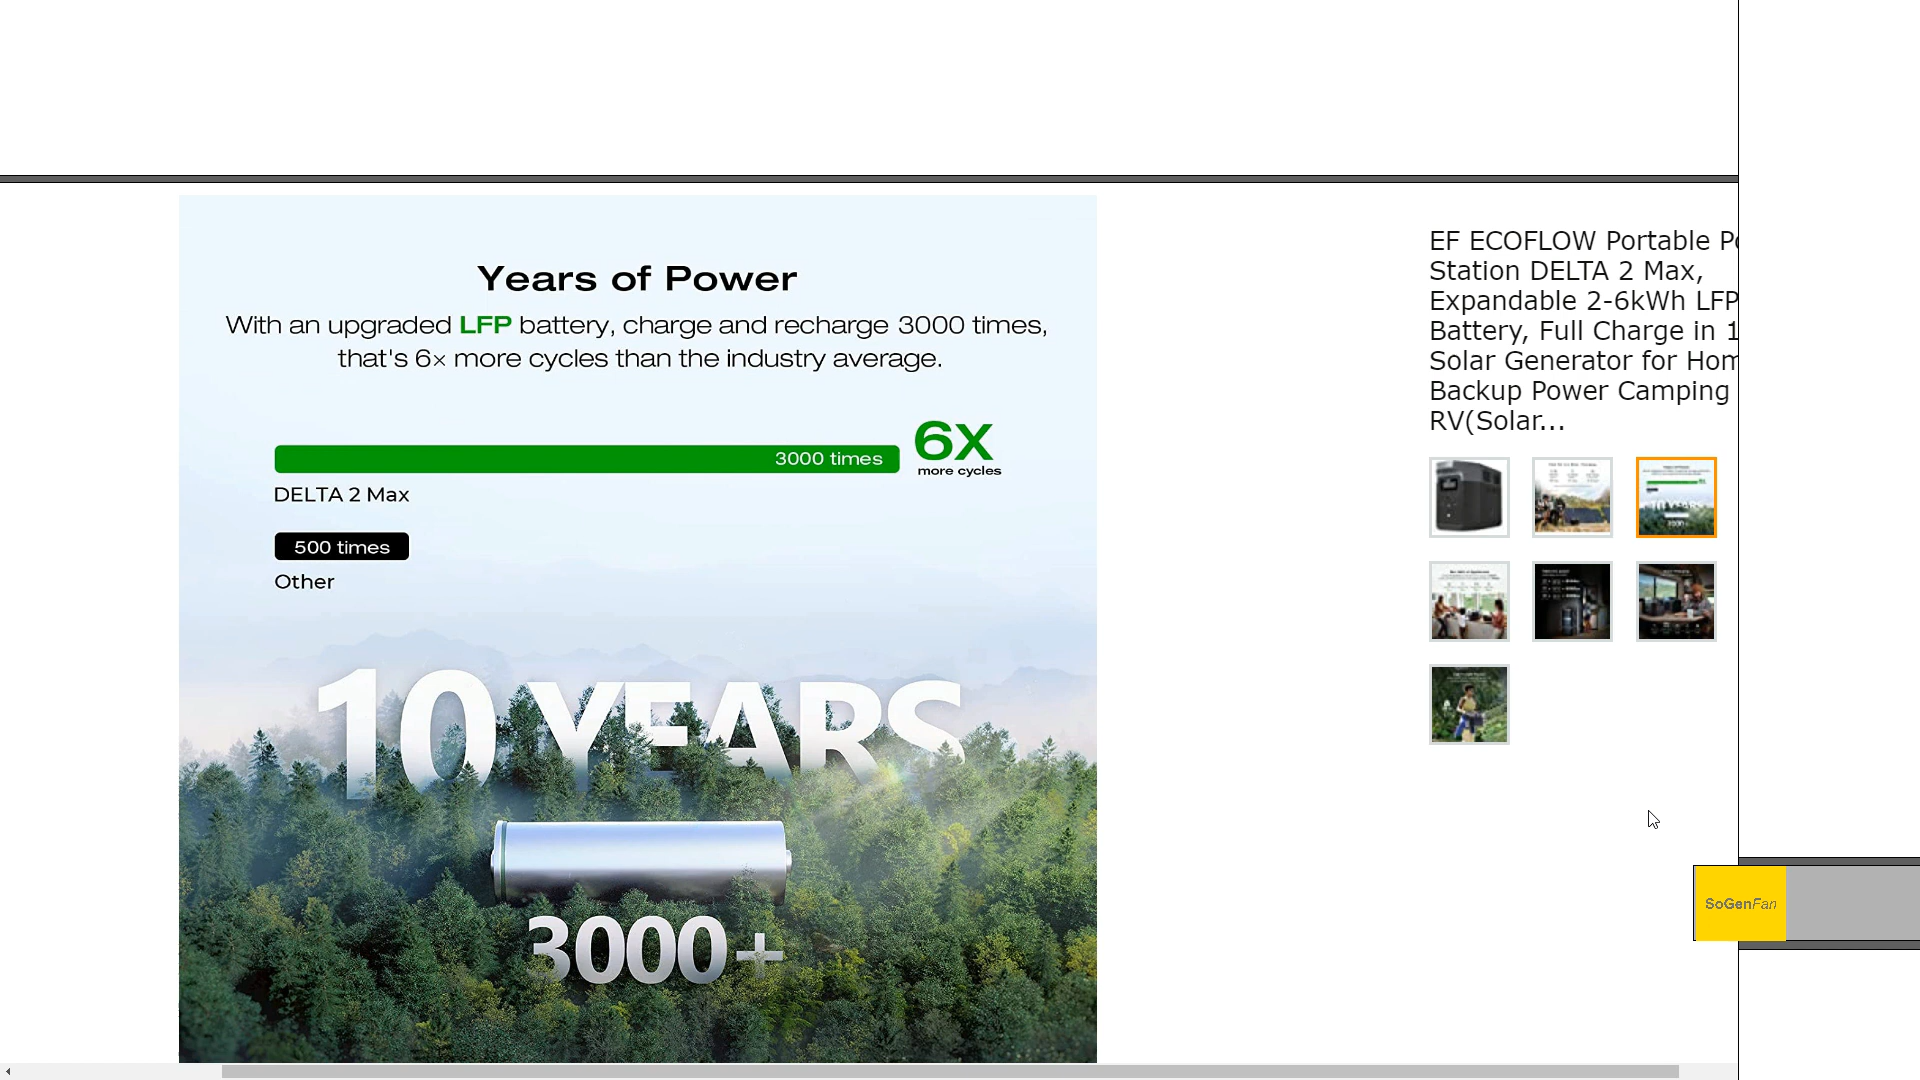 Years of Power
With an upgraded LFP battery, charge and recharge 3000 times,
that's 6× more cycles than the industry average.
3000 times
6X
more cycles
DELTA 2 Max
500 times
Other
10 YEARS
3000+
EF ECOFLOW Portable
Station DELTA 2 Max,
Expandable 2-6kWh LFP
Battery, Full Charge in 1
Solar Generator for
Backup Power Camping
RV(Solar...
SoGenFan